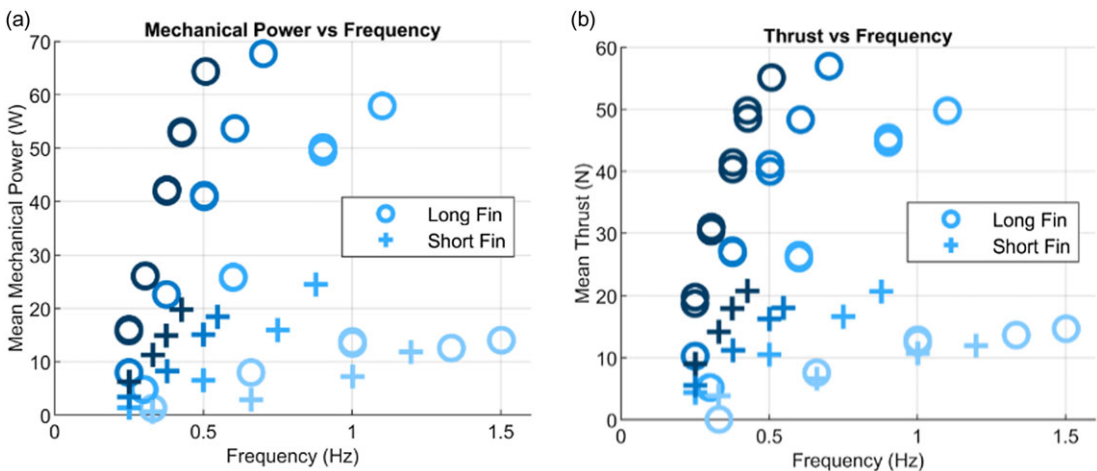 (a)
Mechanical Power vs Frequency
Mean Mechanical Power (W)
70
60
50
40
30
20
10
0
0 0.5 1 1.5
Frequency (Hz)
Long Fin
Short Fin
(b)
Thrust vs Frequency
Mean Thrust (N)
60
50
40
30
20
10
0
0 0.5 1 1.5
Frequency (Hz)
Long Fin
Short Fin